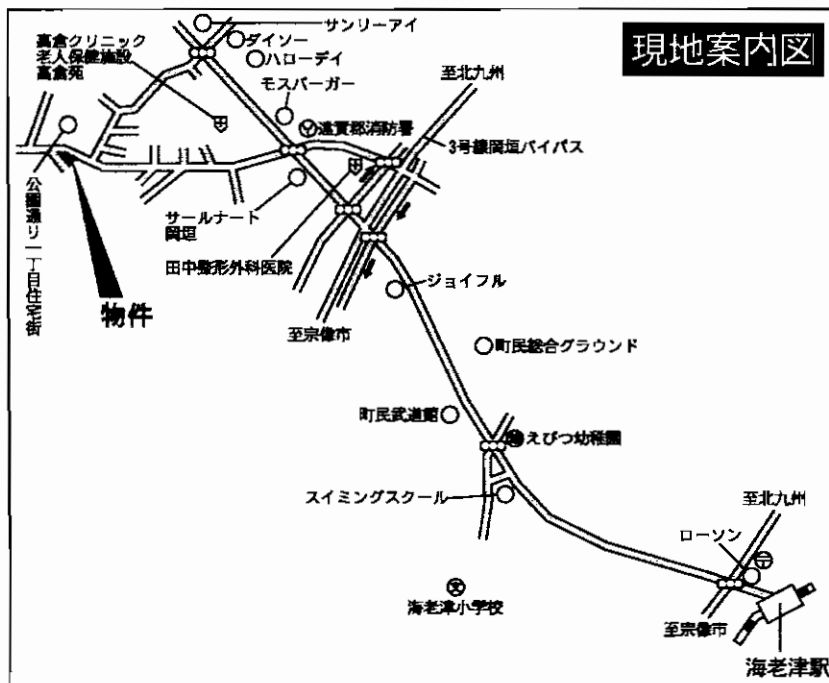 サンリーアイ
高倉クリニック
老人保健施設
高倉苑
ダイソー
ハローデイ
現地案内図
至北九州
モスバーガー
遠賀郡消防署
3号線岡垣バイパス
公園通り一丁目住宅街
サールナート
岡垣
田中整形外科医院
物件
ジョイフル
至宗像市
町民総合グラウンド
町民武道館
えびつ幼稚園
スイミングスクール
至北九州
ローソン
海老津小学校
至宗像市
海老津駅